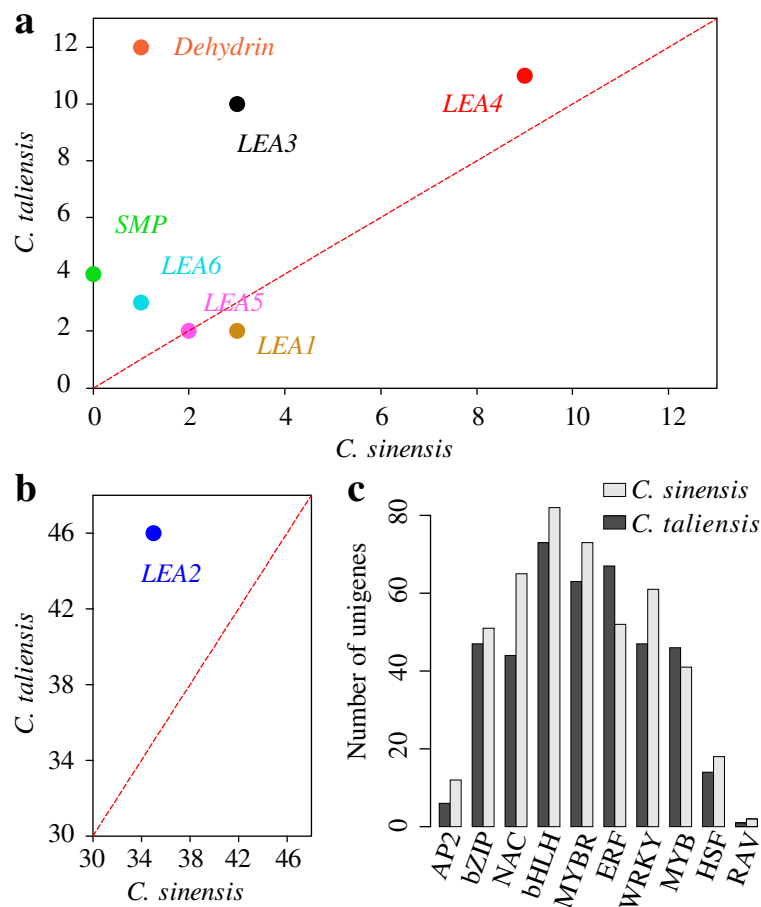 a
12
10
8
6
4
2
0
C. taliensis
Dehydrin
LEA4
LEA3
SMP
LEA6
LEA5
LEA1
0 2 4 6 8 10 12
C. sinensis
b
46
42
38
34
30
C. taliensis
LEA2
30 36 42 46
C. sinensis
c
C. sinensis
C. taliensis
80
60
40
20
0
Number of unigenes
AP2 bZIP NAC bHLH MYBR ERF WRKY MYB HSF RAV